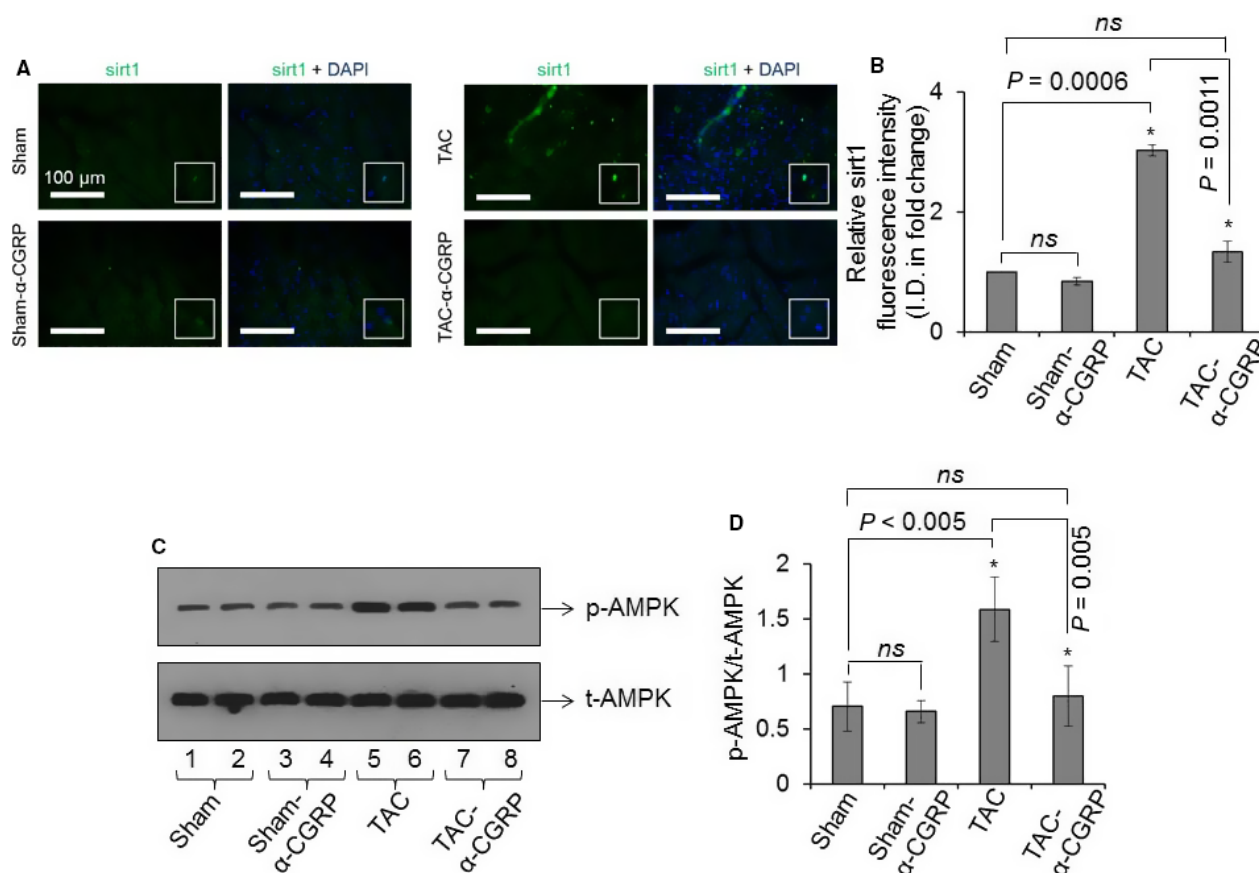 A
sirt1
sirt1 + DAPI
sirt1
sirt1 + DAPI
Sham
100 µm
TAC
Sham-α-CGRP
TAC-α-CGRP
B
ns
P = 0.0006
P = 0.0011
*
*
ns
Relative sirt1
fluorescence intensity
(I.D. in fold change)
4
2
0
Sham
Sham-
α-CGRP
TAC
TAC-
α-CGRP
C
p-AMPK
t-AMPK
1 2 3 4 5 6 7 8
Sham
Sham-
α-CGRP
TAC
TAC-
α-CGRP
D
ns
P < 0.005
P = 0.005
*
*
ns
p-AMPK/t-AMPK
2
1.5
1
0.5
0
Sham
Sham-
α-CGRP
TAC
TAC-
α-CGRP